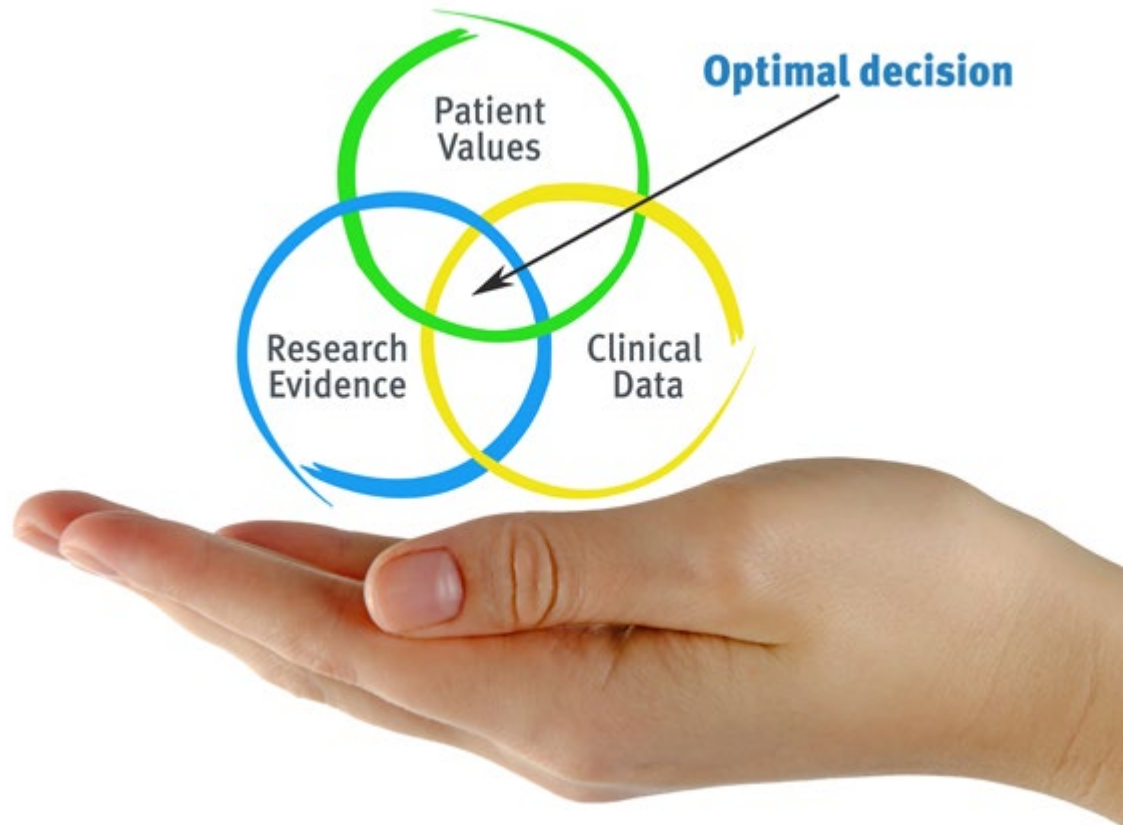 Optimal decision
Patient
Values
Research
Evidence
Clinical
Data